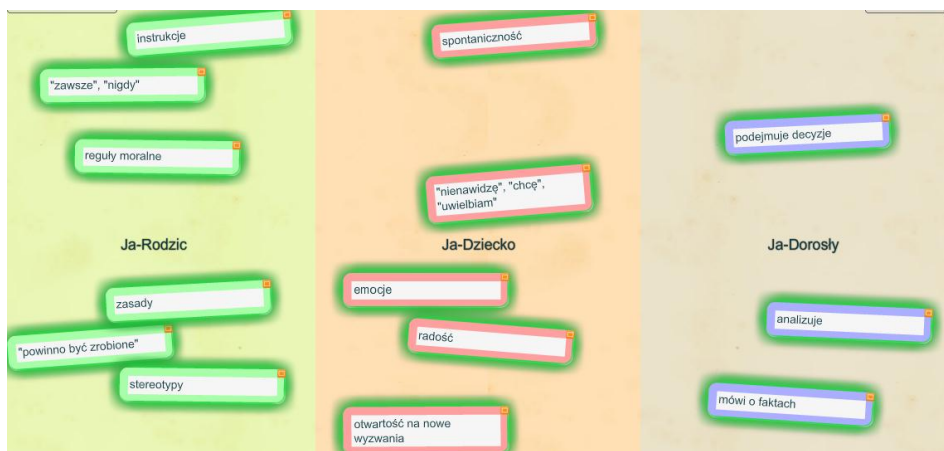 instrukcje
"zawsze", "nigdy"
reguły moralne
Ja-Rodzic
zasady
"powinno być zrobione"
stereotypy
spontaniczność
"nienawidzę", "chcę",
"uwielbiam"
Ja-Dziecko
emocje
radość
otwartość na nowe
wyzwania
podejmuje decyzje
Ja-Dorosły
analizuje
mówi o faktach